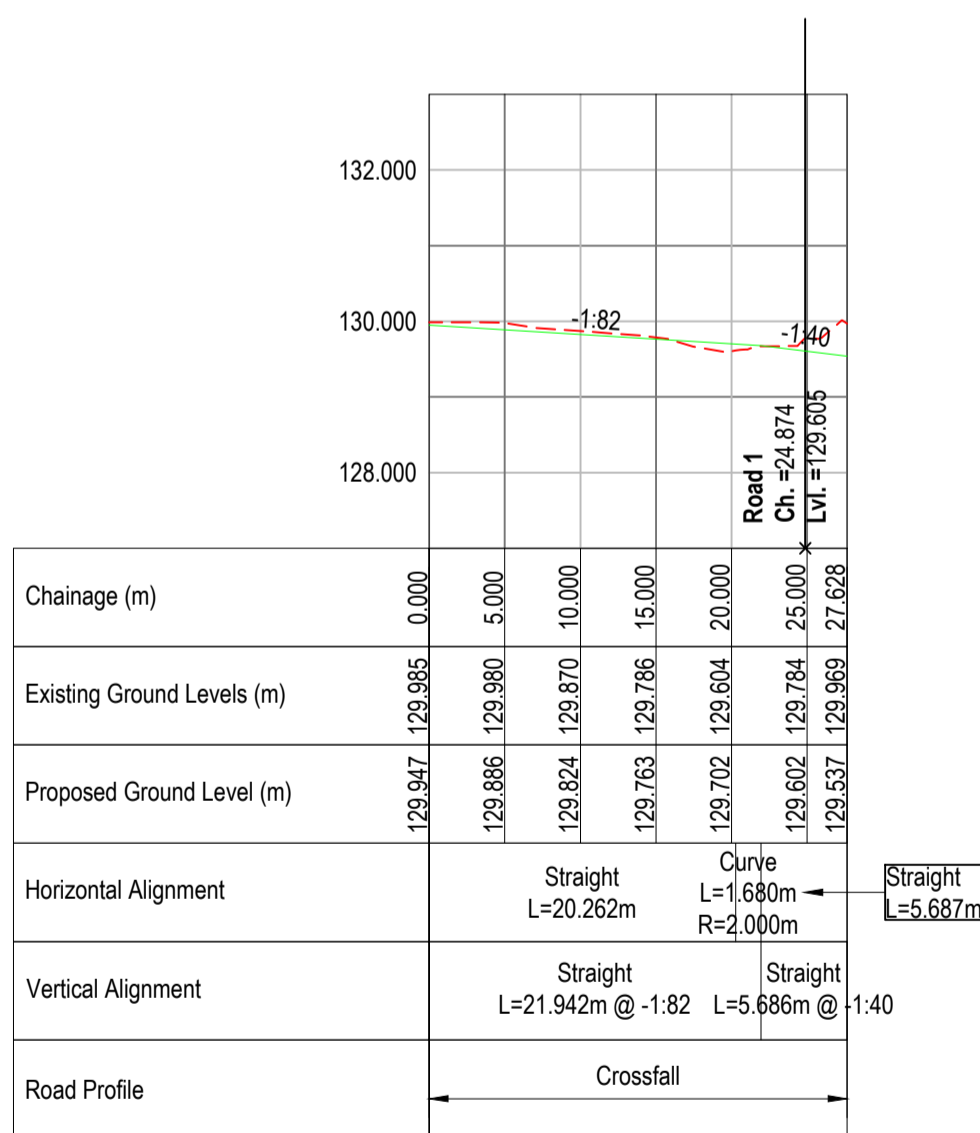 132.000
130.000
128.000
-1:82
-1:40
Road 1
Ch. =24.874
Lvl. =129.605
Chainage (m)
0.000 5.000 10.000 15.000 20.000 25.000 27.628
Existing Ground Levels (m)
129.985 129.980 129.870 129.786 129.604 129.784 129.969
Proposed Ground Level (m)
129.947 129.886 129.824 129.763 129.702 129.602 129.537
Horizontal Alignment
Straight
L=20.262m
Curve
L=1.680m
R=2.000m
Straight
L=5.687m
Vertical Alignment
Straight
L=21.942m @ -1:82
Straight
L=5.686m @ -1:40
Road Profile
Crossfall